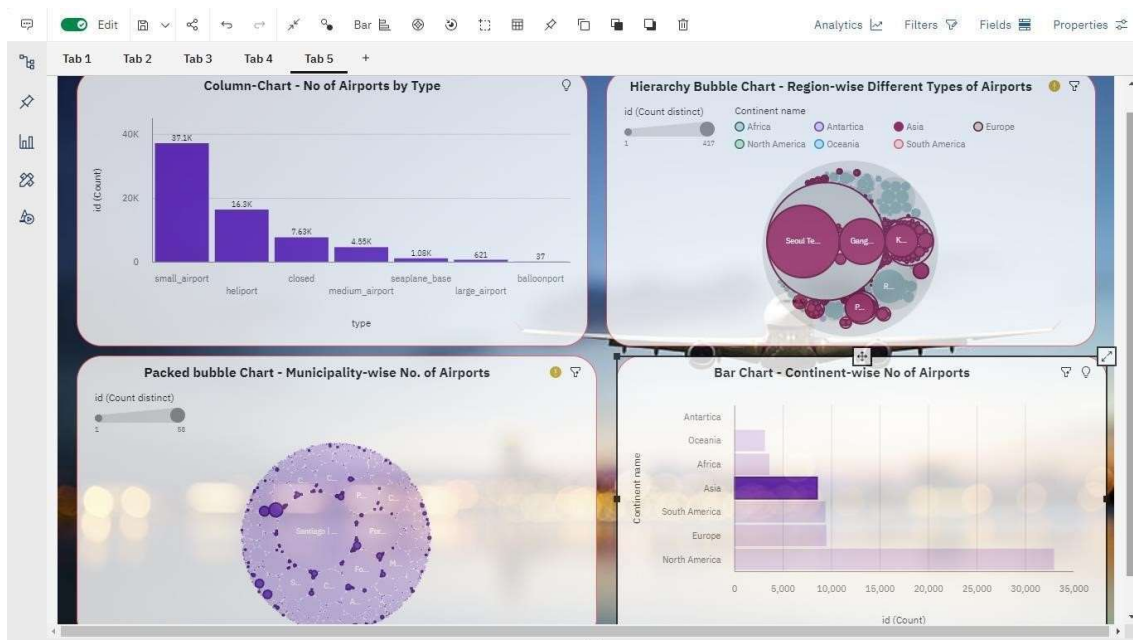 Edit
Bar
Analytics
Filters
Fields
Properties
Tab 1
Tab 2
Tab 3
Tab 4
Tab 5
+
Column-Chart - No of Airports by Type
id (Count)
40K
20K
0
37.1K
16.3K
7.63K
4.55K
1.08K
621
37
small_airport
heliport
closed
medium_airport
seaplane_base
large_airport
balloonport
type
Hierarchy Bubble Chart - Region-wise Different Types of Airports
id (Count distinct)
1
417
Continent name
Africa
Antartica
Asia
Europe
North America
Oceania
South America
Seoul Te...
Gang...
K...
R...
P...
Packed bubble Chart - Municipality-wise No. of Airports
id (Count distinct)
1
C...
C...
P...
C...
Santiago l...
Por...
Fo...
M...
S...
C...
A...
Bar Chart - Continent-wise No of Airports
Continent name
Antartica
Oceania
Africa
Asia
South America
Europe
North America
0
5,000
10,000
15,000
20,000
25,000
30,000
35,000
id (Count)